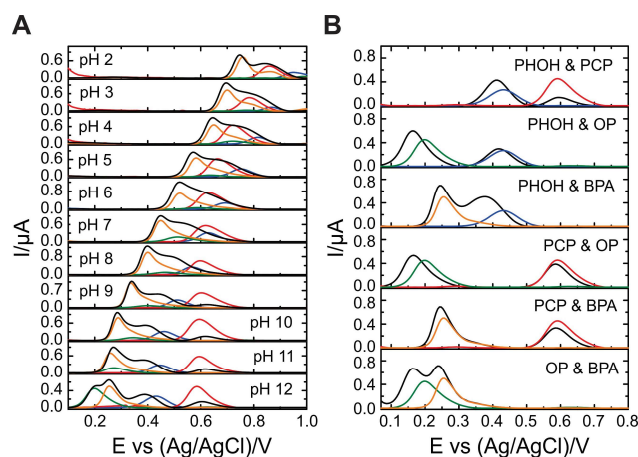 A
I/μA
0.6
0.0
pH 2
0.6
0.0
pH 3
0.6
0.0
pH 4
0.6
0.0
pH 5
0.8
0.0
pH 6
0.6
0.0
pH 7
0.8
0.0
pH 8
0.7
0.0
pH 9
0.6
0.0
pH 10
0.6
0.0
pH 11
0.4
0.0
pH 12
0.2 0.4 0.6 0.8 1.0
E vs (Ag/AgCl)/V
B
I/μA
0.8
0.4
0.0
PHOH & PCP
0.8
0.4
0.0
PHOH & OP
0.8
0.4
0.0
PHOH & BPA
0.8
0.4
0.0
PCP & OP
0.8
0.4
0.0
PCP & BPA
0.8
0.4
0.0
OP & BPA
0.1 0.2 0.3 0.4 0.5 0.6 0.7 0.8
E vs (Ag/AgCl)/V